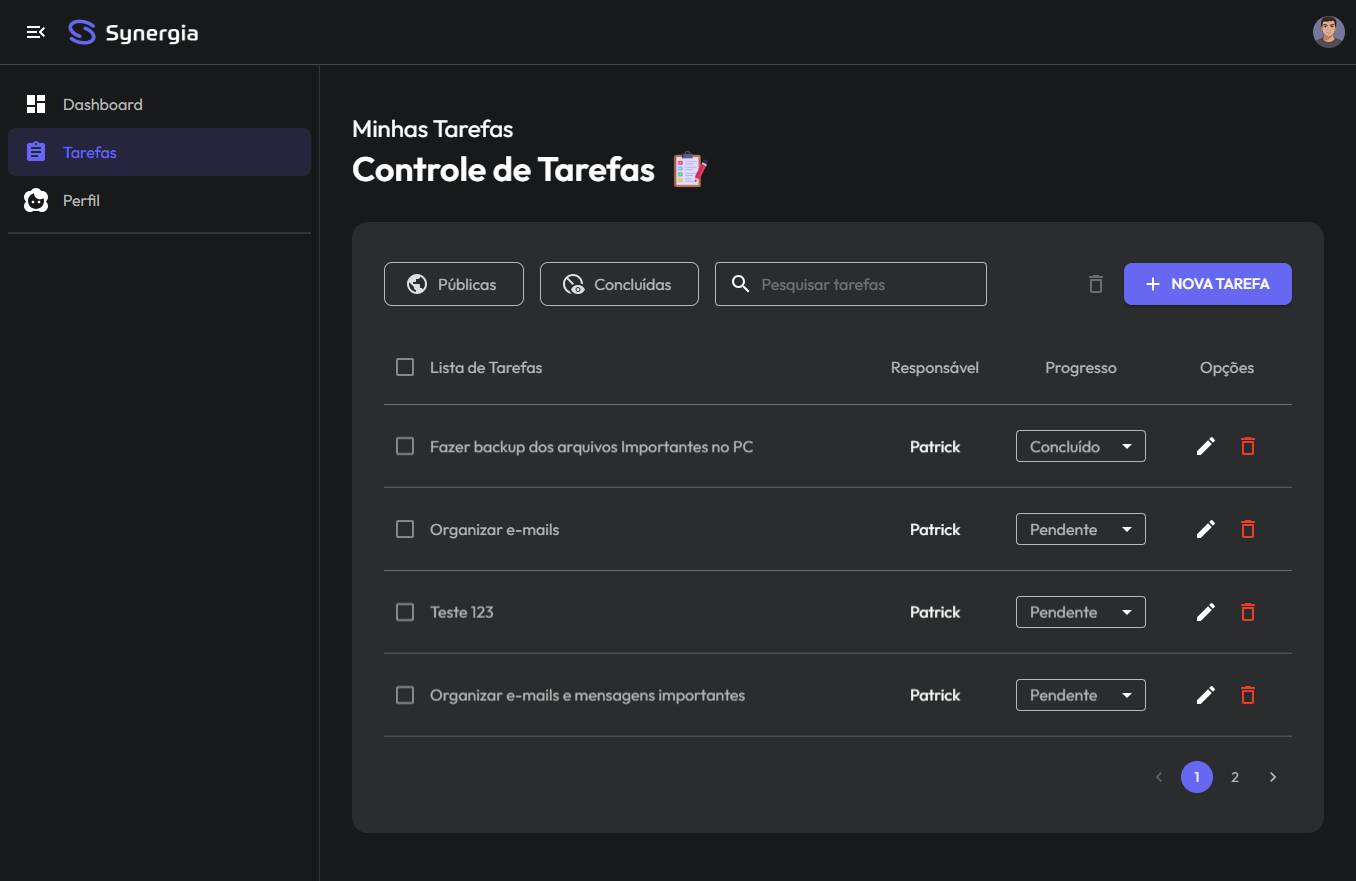 Synergia
Dashboard
Tarefas
Perfil
Minhas Tarefas
Controle de Tarefas
Públicas Concluídas Pesquisar tarefas NOVA TAREFA
Lista de Tarefas Responsável Progresso Opções
Fazer backup dos arquivos Importantes no PC Patrick Concluído
Organizar e-mails Patrick Pendente
Teste 123 Patrick Pendente
Organizar e-mails e mensagens importantes Patrick Pendente
1 2